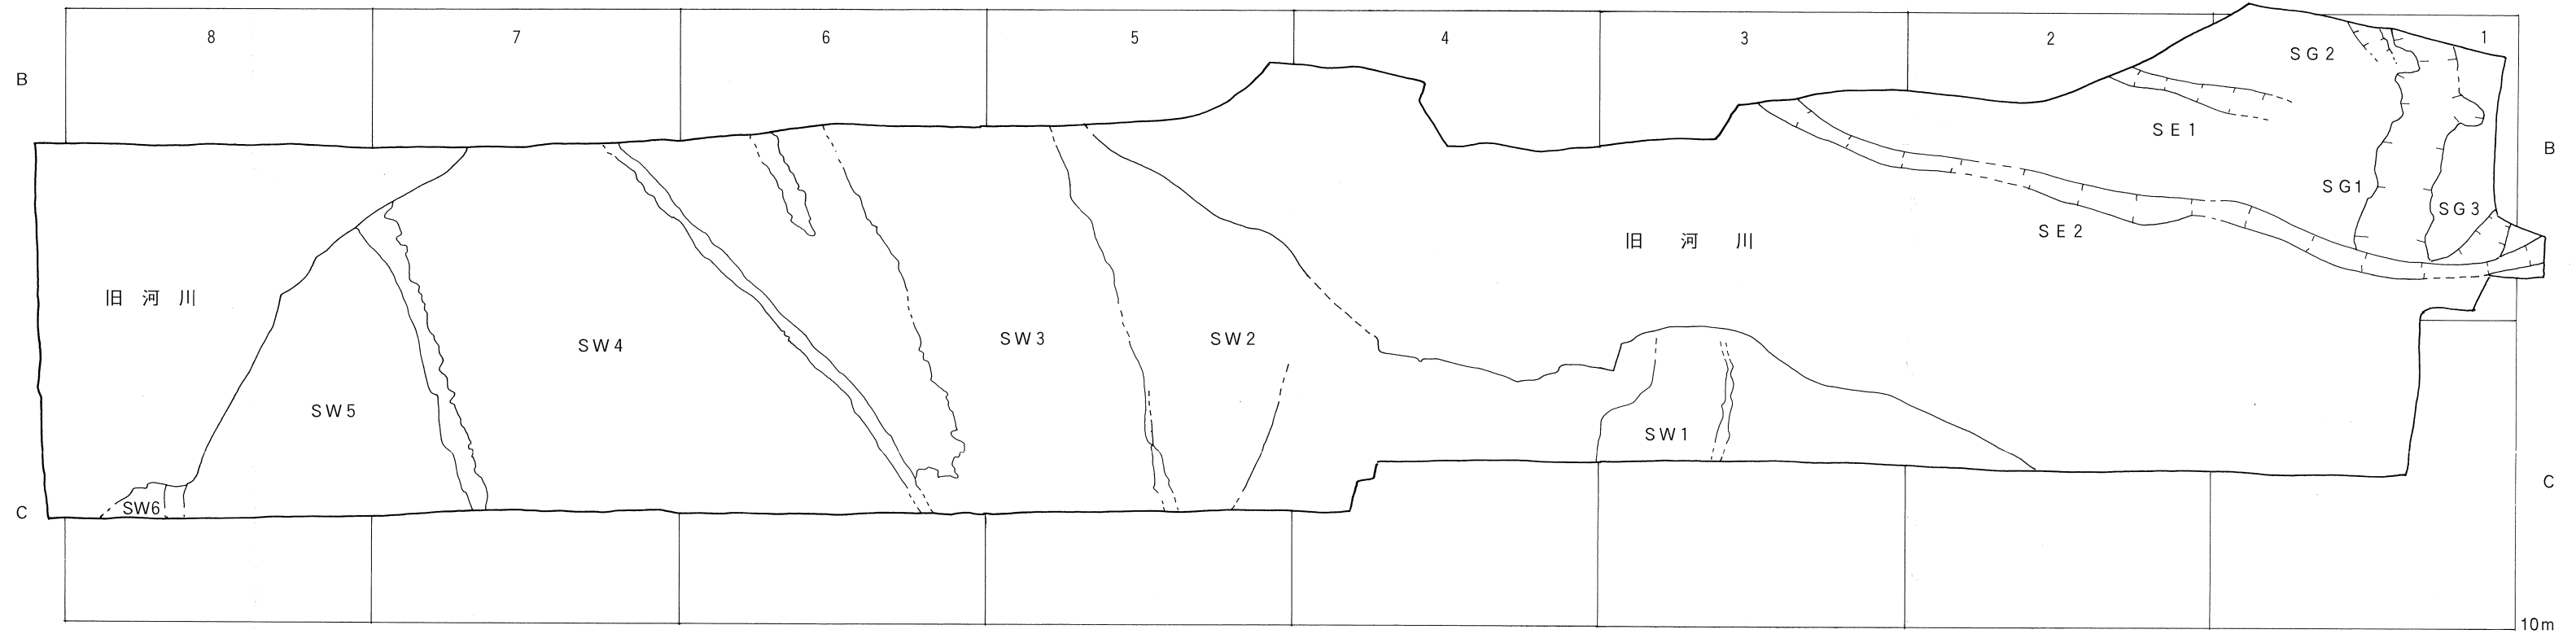 8 7 6 5 4 3 2 1
B
SG2
SE1
B
SG1
SG3
SE2
旧河川
旧河川
SW4
SW3
SW2
SW5
SW1
SW6
C
C
10m